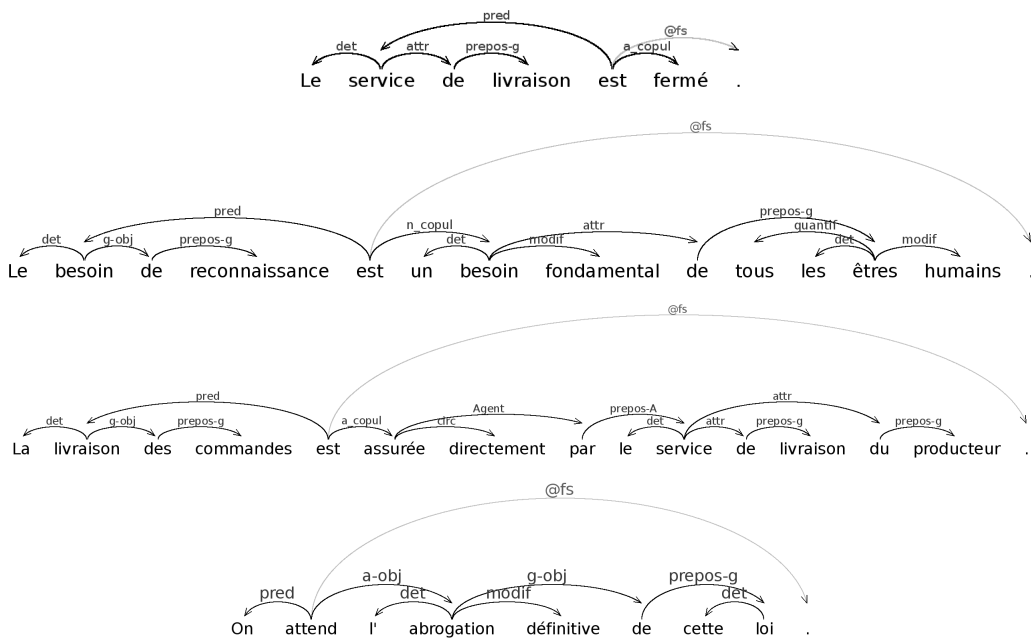 pred
@fs
det attr prepos-g a_copul
Le service de livraison est fermé .
@fs
pred prepos-g
n_copul attr quantif
det g-obj prepos-g det modif det modif
Le besoin de reconnaissance est un besoin fondamental de tous les êtres humains .
@fs
pred attr
Agent prepos-A
det g-obj prepos-g a_copul circ det attr prepos-g prepos-g
La livraison des commandes est assurée directement par le service de livraison du producteur .
@fs
a-obj g-obj prepos-g
pred det modif det
On attend l' abrogation définitive de cette loi .